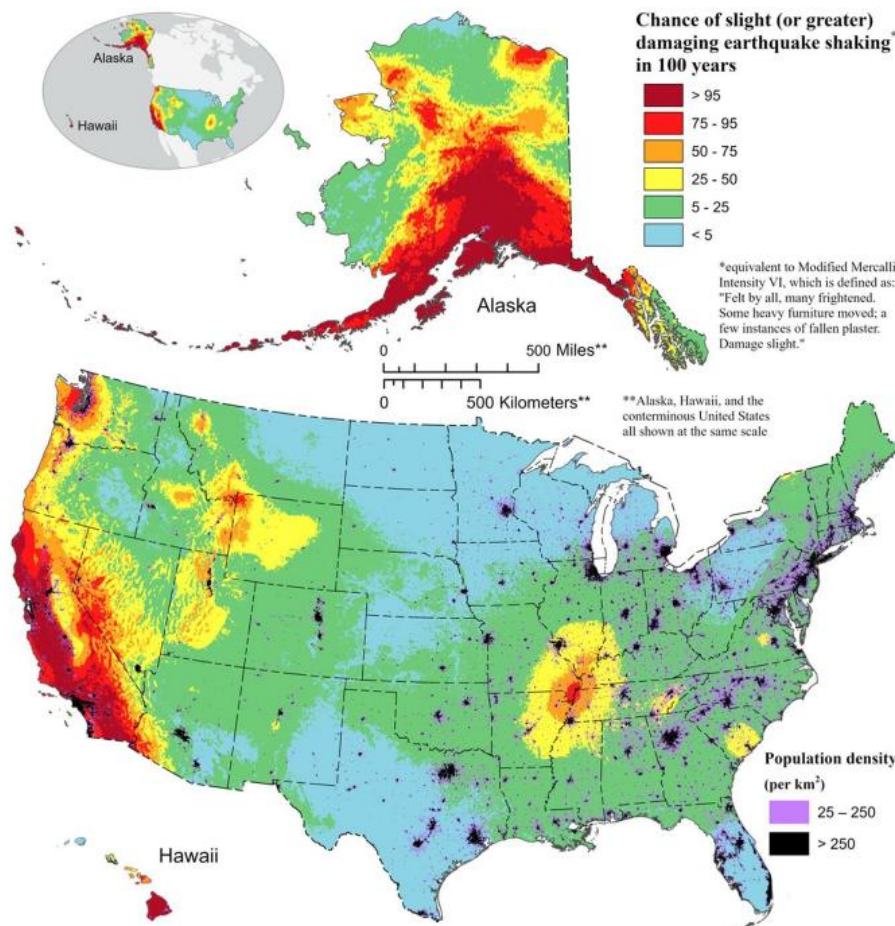 Chance of slight (or greater)
damaging earthquake shaking*
in 100 years
> 95
75 - 95
50 - 75
25 - 50
5 - 25
< 5
*equivalent to Modified Mercalli
Intensity VI, which is defined as:
"Felt by all, many frightened.
Some heavy furniture moved; a
few instances of fallen plaster.
Damage slight."
Alaska
Hawaii
Alaska
0 500 Miles**
0 500 Kilometers**
**Alaska, Hawaii, and the
conterminous United States
all shown at the same scale
Hawaii
Population density
(per km²)
25 – 250
> 250